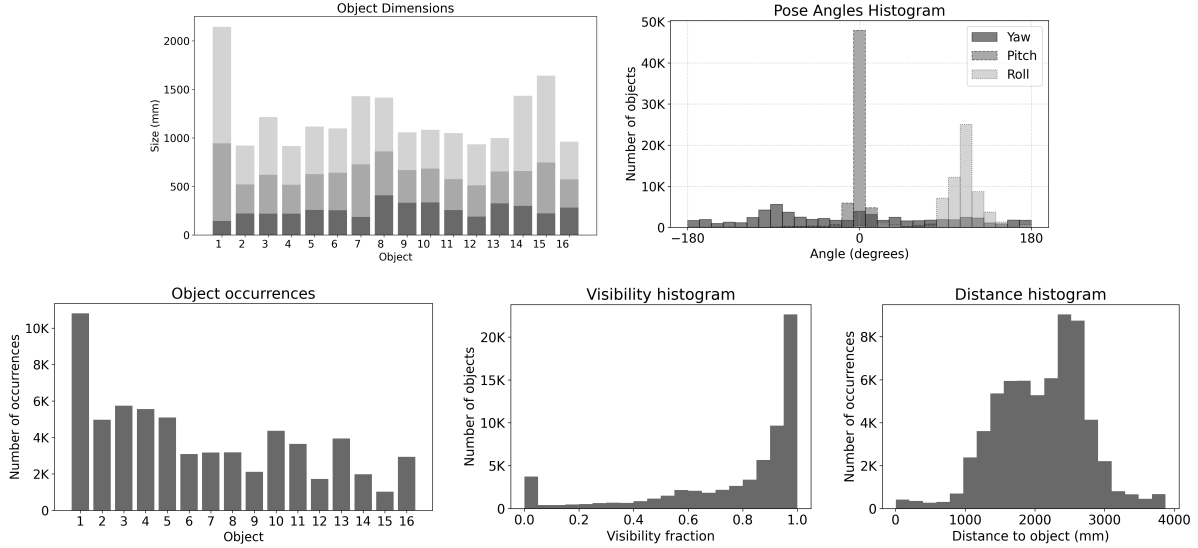 Object Dimensions
Size (mm)
2000
1500
1000
500
0
1 2 3 4 5 6 7 8 9 10 11 12 13 14 15 16
Object
Pose Angles Histogram
Number of objects
50K
40K
30K
20K
10K
0
Yaw
Pitch
Roll
−180 0 180
Angle (degrees)
Object occurrences
Number of occurrences
10K
8K
6K
4K
2K
0
1 2 3 4 5 6 7 8 9 10 11 12 13 14 15 16
Object
Visibility histogram
Number of objects
20K
15K
10K
5K
0
0.0 0.2 0.4 0.6 0.8 1.0
Visibility fraction
Distance histogram
Number of occurrences
8K
6K
4K
2K
0
0 1000 2000 3000 4000
Distance to object (mm)